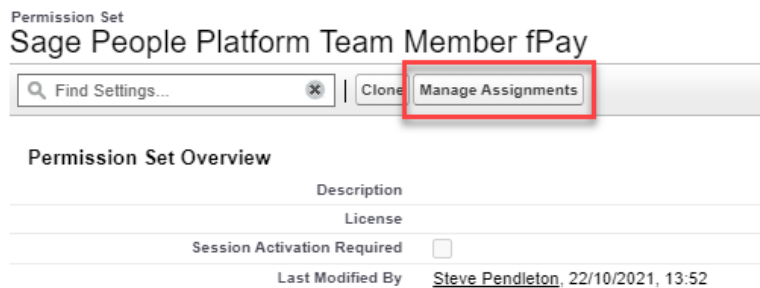 Permission Set
Sage People Platform Team Member fPay
Find Settings... Clone Manage Assignments
Permission Set Overview
Description
License
Session Activation Required
Last Modified By Steve Pendleton, 22/10/2021, 13:52